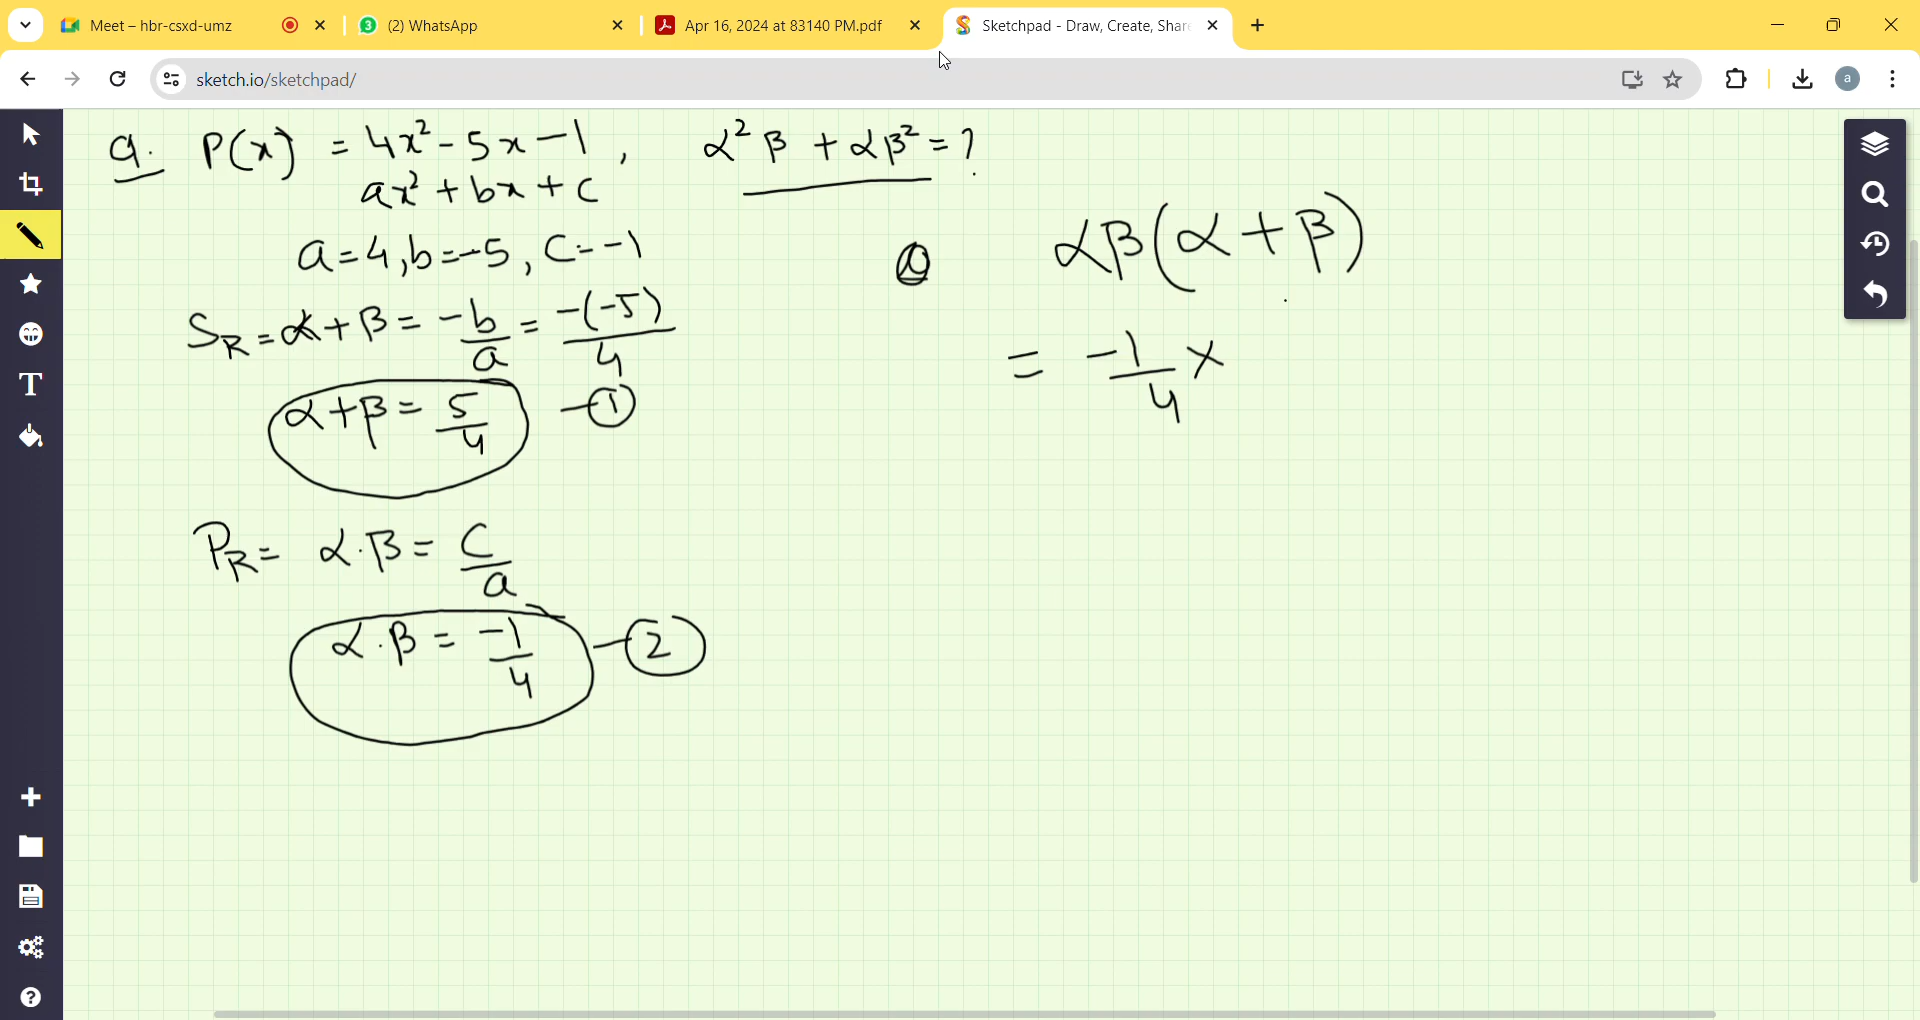 Meet – hbr-csxd-umz
3 (2) WhatsApp
Apr 16, 2024 at 83140 PM.pdf
Sketchpad - Draw, Create, Shar
sketch.io/sketchpad/
a
T
Q. P(x) = 4x² - 5x - 1 , α²β + αβ² = ?
ax² + bx + c
a=4, b=-5, c=-1
αβ(α+β)
S_R = α+β = -b/a = -(-5)/4
= -1/4 ×
α+β = 5/4 — ①
P_R = α·β = c/a
α·β = -1/4 — ②